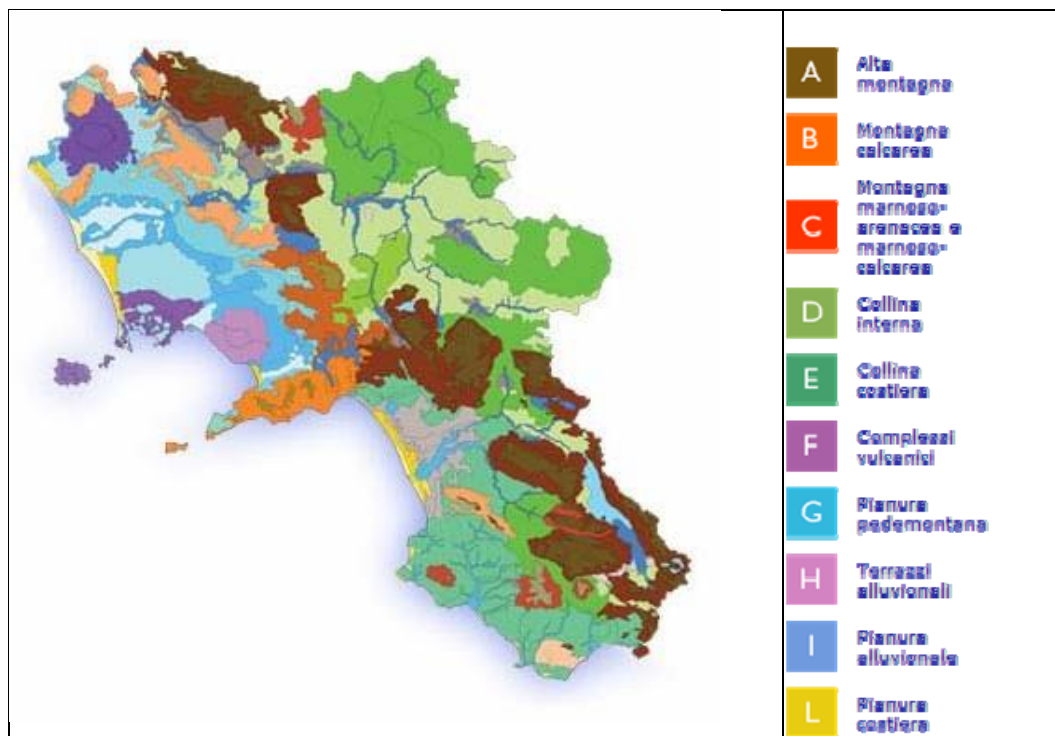 A
Alta
montagna
B
Montagna
calcarea
C
Montagna
marnoso-
arenacea e
marnoso-
calcarea
D
Collina
interna
E
Collina
costiera
F
Complessi
vulcanici
G
Pianura
pedemontana
H
Terrazzi
alluvionali
I
Pianura
alluvionale
L
Pianura
costiera